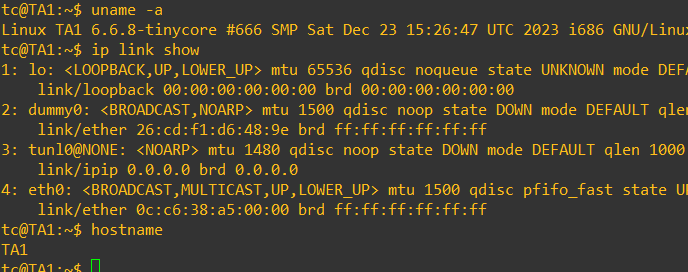 tc@TA1:~$ uname -a
Linux TA1 6.6.8-tinycore #666 SMP Sat Dec 23 15:26:47 UTC 2023 i686 GNU/Linux
tc@TA1:~$ ip link show
1: lo: <LOOPBACK,UP,LOWER_UP> mtu 65536 qdisc noqueue state UNKNOWN mode DEFA
link/loopback 00:00:00:00:00:00 brd 00:00:00:00:00:00
2: dummy0: <BROADCAST,NOARP> mtu 1500 qdisc noop state DOWN mode DEFAULT qlen
link/ether 26:cd:f1:d6:48:9e brd ff:ff:ff:ff:ff:ff
3: tunl0@NONE: <NOARP> mtu 1480 qdisc noop state DOWN mode DEFAULT qlen 1000
link/ipip 0.0.0.0 brd 0.0.0.0
4: eth0: <BROADCAST,MULTICAST,UP,LOWER_UP> mtu 1500 qdisc pfifo_fast state UP
link/ether 0c:c6:38:a5:00:00 brd ff:ff:ff:ff:ff:ff
tc@TA1:~$ hostname
TA1
tc@TA1:~$